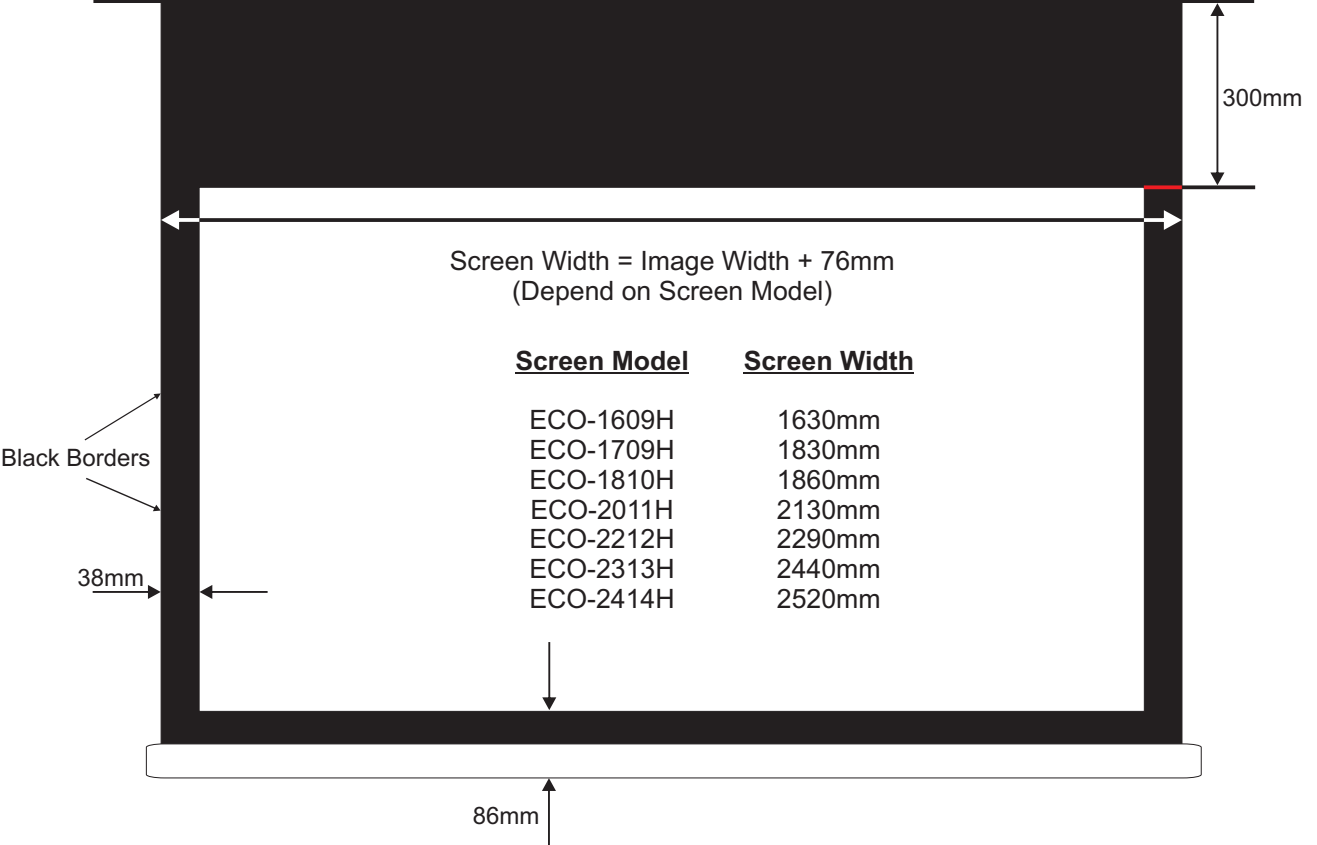 300mm
Screen Width = Image Width + 76mm
(Depend on Screen Model)
Screen Model Screen Width
ECO-1609H 1630mm
ECO-1709H 1830mm
ECO-1810H 1860mm
ECO-2011H 2130mm
ECO-2212H 2290mm
ECO-2313H 2440mm
ECO-2414H 2520mm
Black Borders
38mm
86mm